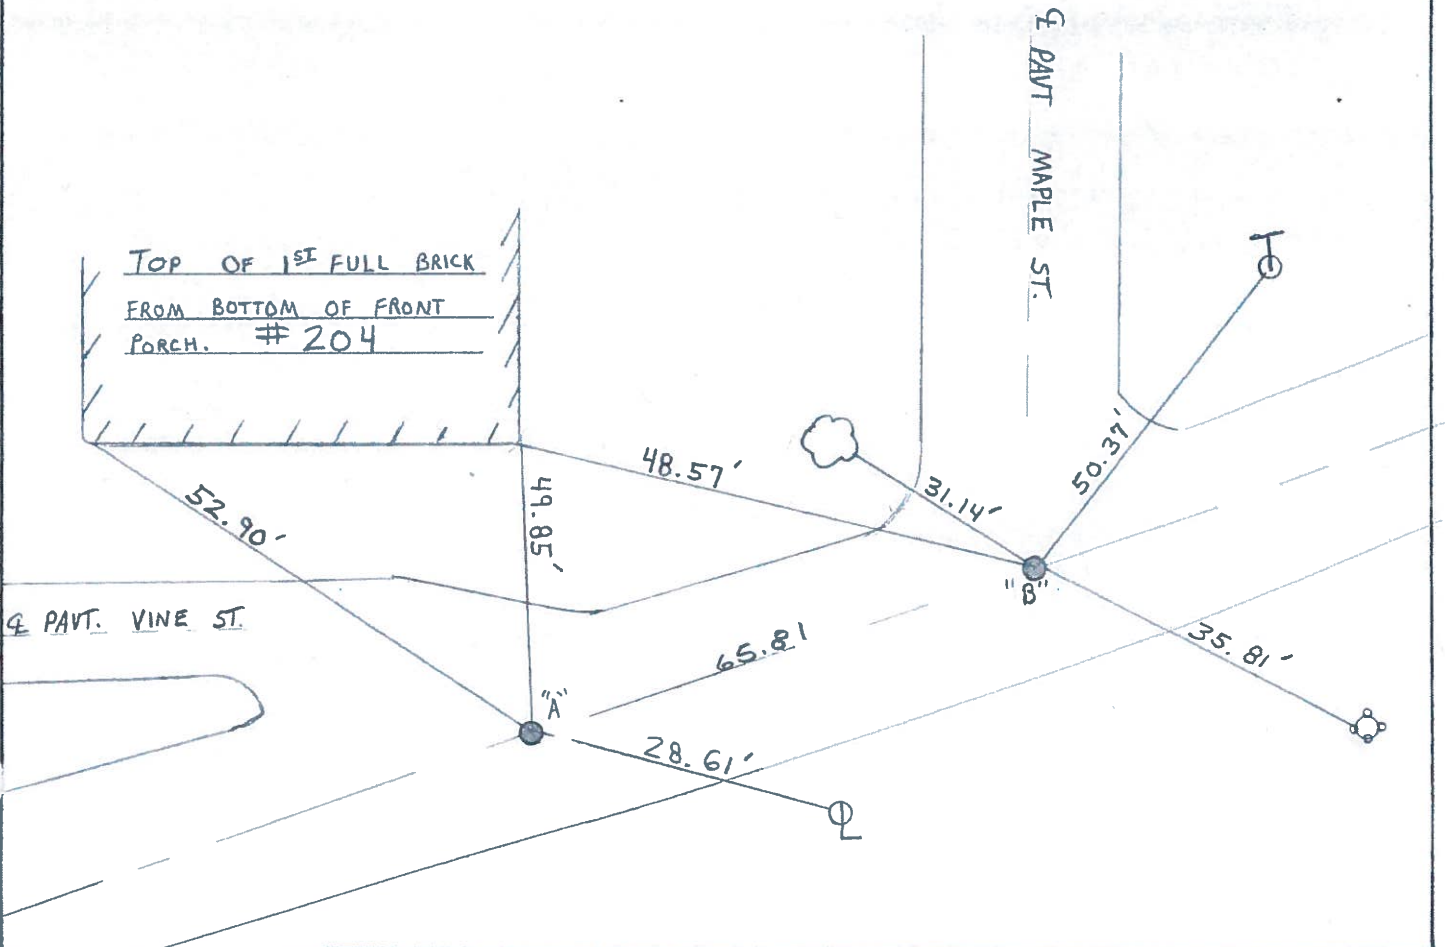 ℄ PAVT MAPLE ST.
TOP OF 1ST FULL BRICK
FROM BOTTOM OF FRONT
PORCH. # 204
48.57'
31.14'
50.37'
52.90'
49.85'
℄ PAVT. VINE ST.
"B"
65.81
35.81'
"A"
28.61'